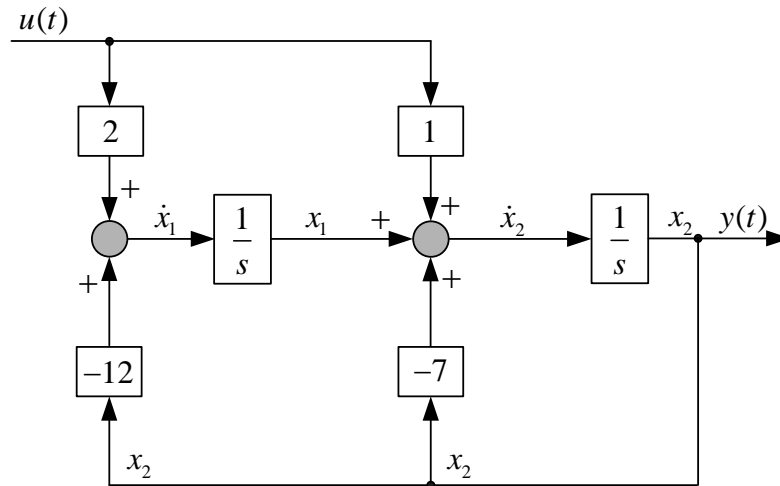 u(t)
2
1
+
+
ẋ₁
1/s
x₁
+
ẋ₂
1/s
x₂
y(t)
+
+
−12
−7
x₂
x₂